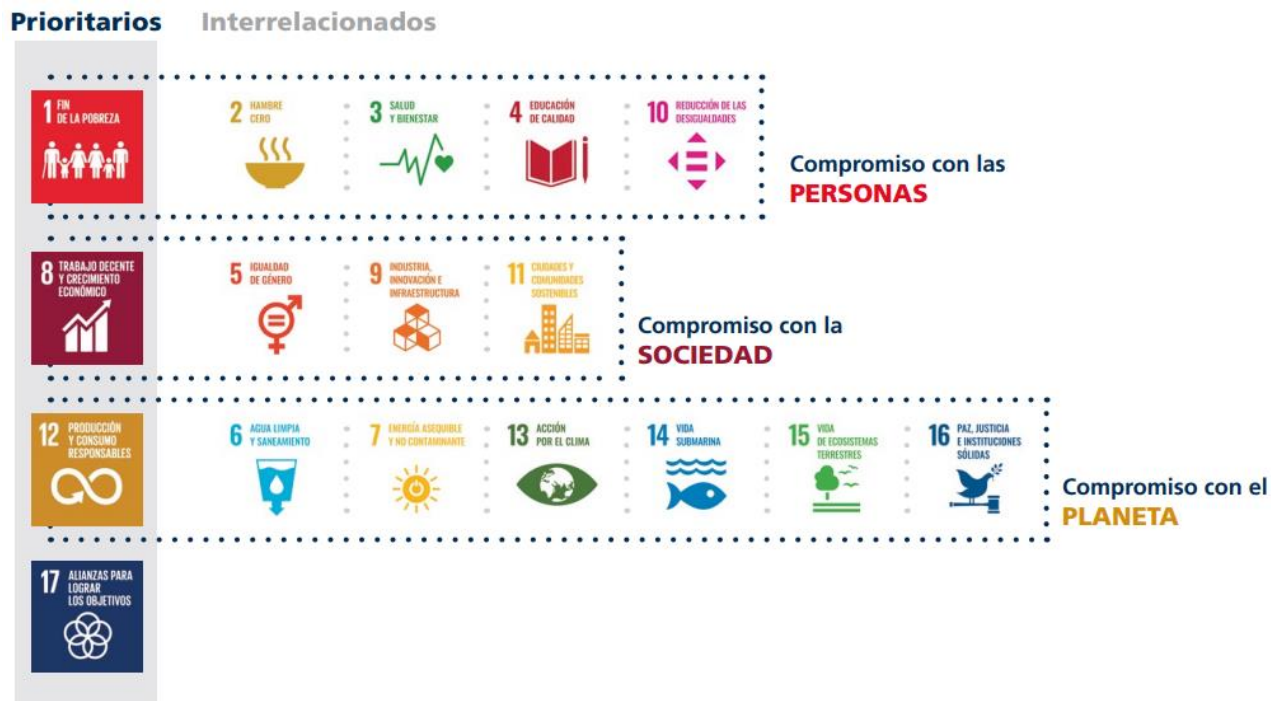 Prioritarios Interrelacionados
1 FIN
DE LA POBREZA
2 HAMBRE
CERO
3 SALUD
Y BIENESTAR
4 EDUCACIÓN
DE CALIDAD
10 REDUCCIÓN DE LAS
DESIGUALDADES
Compromiso con las
PERSONAS
8 TRABAJO DECENTE
Y CRECIMIENTO
ECONÓMICO
5 IGUALDAD
DE GÉNERO
9 INDUSTRIA,
INNOVACIÓN E
INFRAESTRUCTURA
11 CIUDADES Y
COMUNIDADES
SOSTENIBLES
Compromiso con la
SOCIEDAD
12 PRODUCCIÓN
Y CONSUMO
RESPONSABLES
6 AGUA LIMPIA
Y SANEAMIENTO
7 ENERGÍA ASEQUIBLE
Y NO CONTAMINANTE
13 ACCIÓN
POR EL CLIMA
14 VIDA
SUBMARINA
15 VIDA
DE ECOSISTEMAS
TERRESTRES
16 PAZ, JUSTICIA
E INSTITUCIONES
SÓLIDAS
Compromiso con el
PLANETA
17 ALIANZAS PARA
LOGRAR
LOS OBJETIVOS